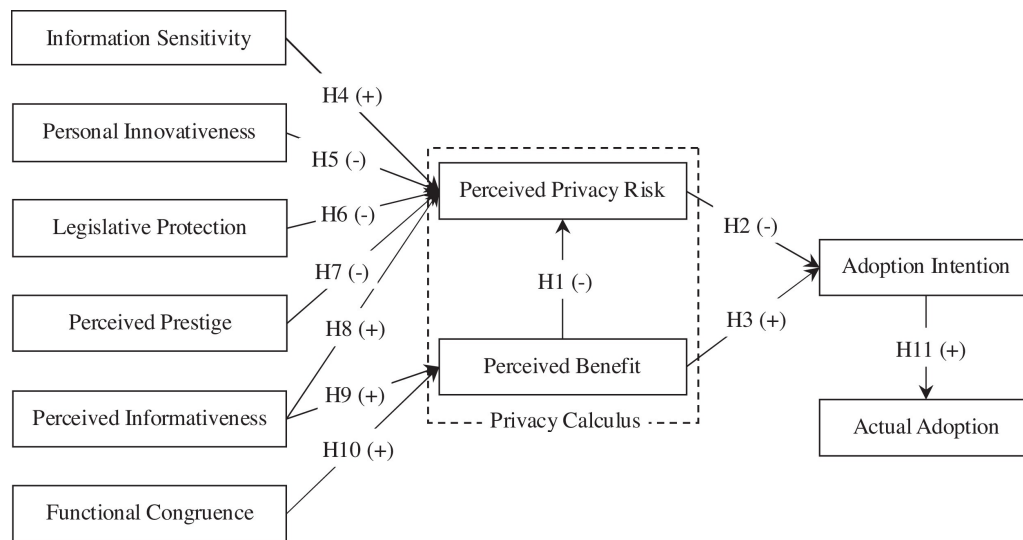 Information Sensitivity
H4 (+)
Personal Innovativeness
H5 (-)
Perceived Privacy Risk
Legislative Protection
H6 (-)
H2 (-)
Adoption Intention
H7 (-)
H1 (-)
Perceived Prestige
H8 (+)
H3 (+)
H11 (+)
Perceived Benefit
H9 (+)
Perceived Informativeness
Privacy Calculus
Actual Adoption
H10 (+)
Functional Congruence